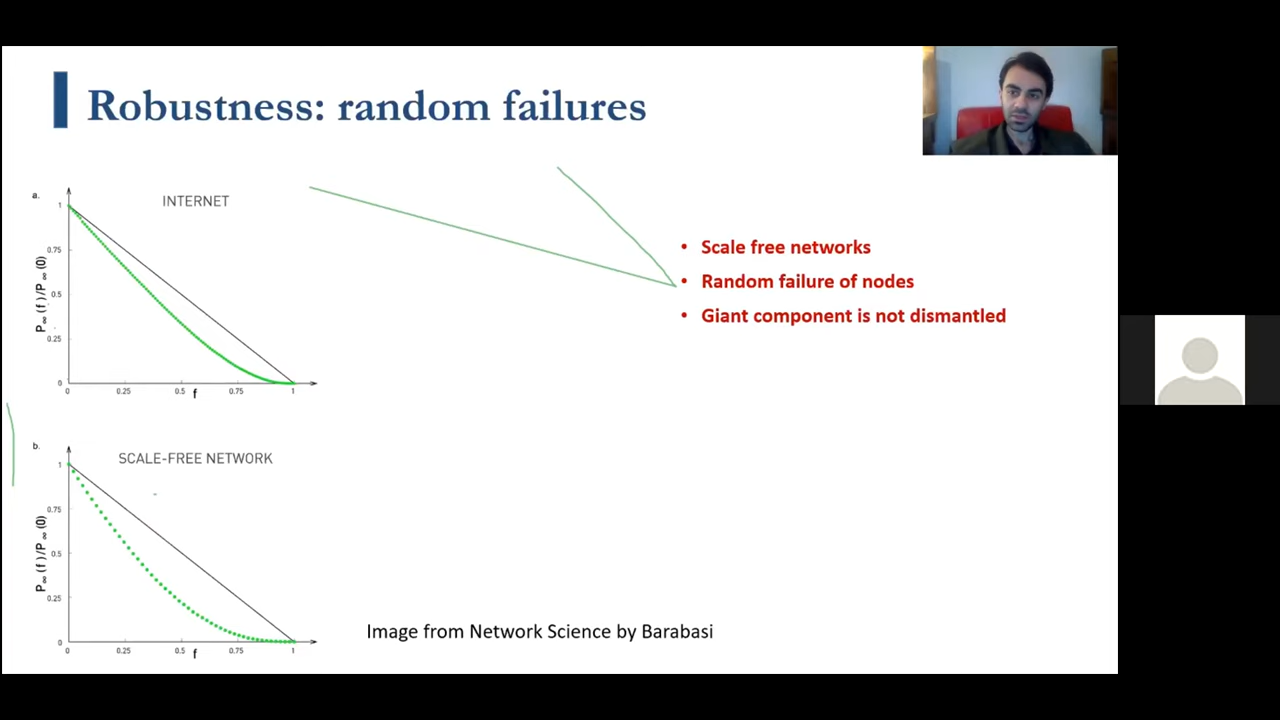 Robustness: random failures
a.
INTERNET
1
0.75
0.5
0.25
0
P∞ (f)/P∞ (0)
0 0.25 0.5 0.75 1
f
• Scale free networks
• Random failure of nodes
• Giant component is not dismantled
b.
SCALE-FREE NETWORK
1
0.75
0.5
0.25
0
P∞ (f)/P∞ (0)
0 0.25 0.5 0.75 1
f
Image from Network Science by Barabasi